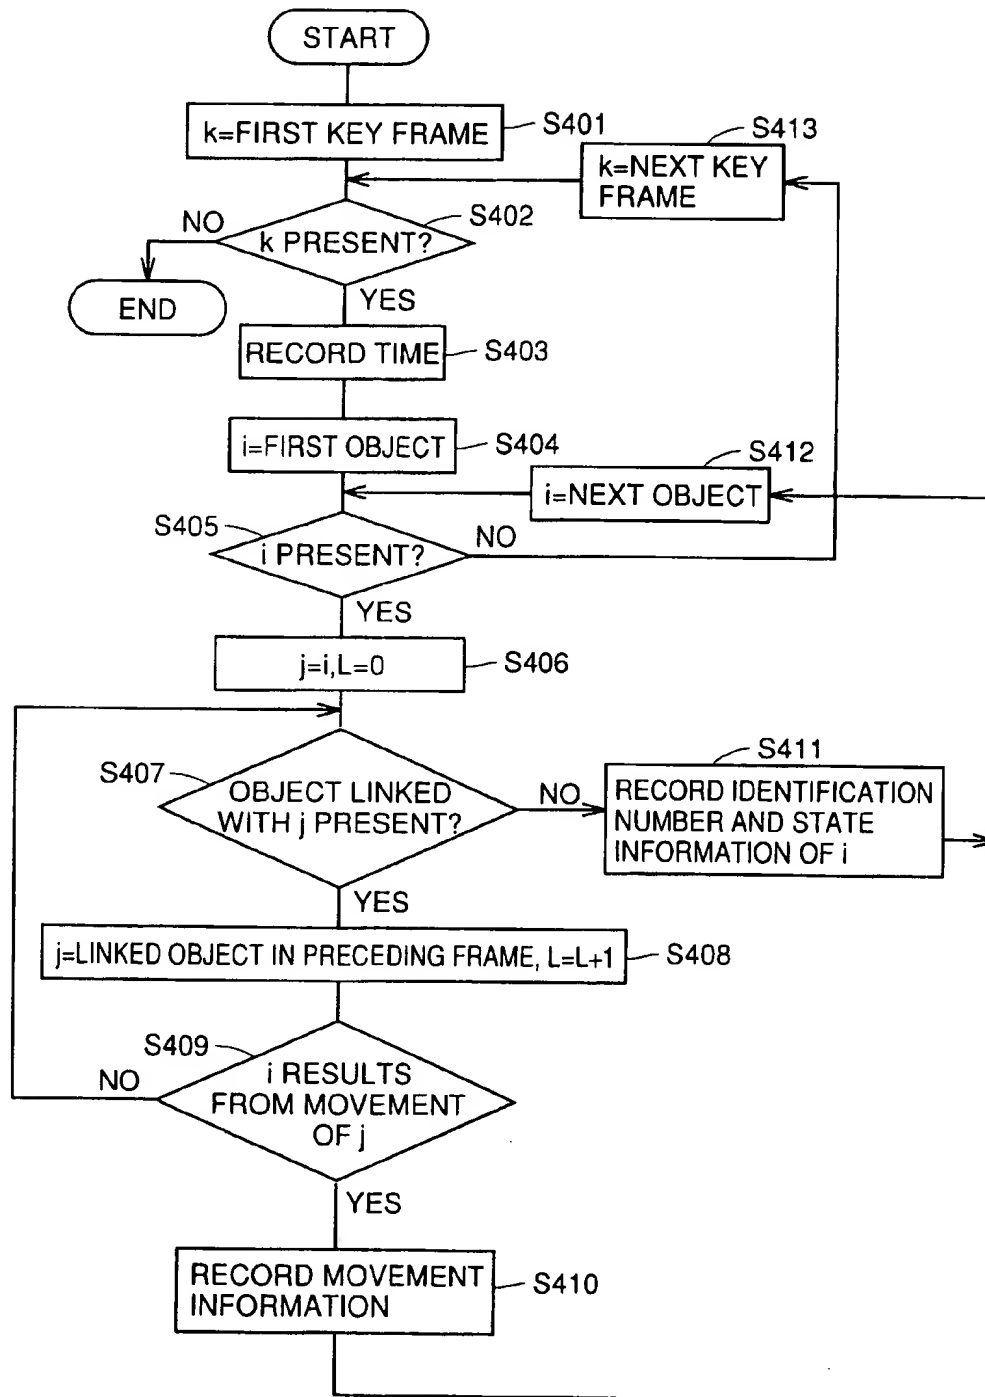 START
k=FIRST KEY FRAME
S401
S413
k=NEXT KEY
FRAME
S402
NO
k PRESENT?
END
YES
RECORD TIME
S403
i=FIRST OBJECT
S404
S412
i=NEXT OBJECT
S405
i PRESENT?
NO
YES
j=i,L=0
S406
S407
OBJECT LINKED
WITH j PRESENT?
NO
S411
RECORD IDENTIFICATION
NUMBER AND STATE
INFORMATION OF i
YES
j=LINKED OBJECT IN PRECEDING FRAME, L=L+1
S408
S409
NO
i RESULTS
FROM MOVEMENT
OF j
YES
RECORD MOVEMENT
INFORMATION
S410